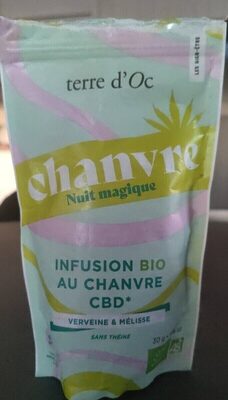 terre d'Oc
chanvre
Nuit magique
INFUSION BIO
AU CHANVRE
CBD*
VERVEINE & MÉLISSE
SANS THÉINE